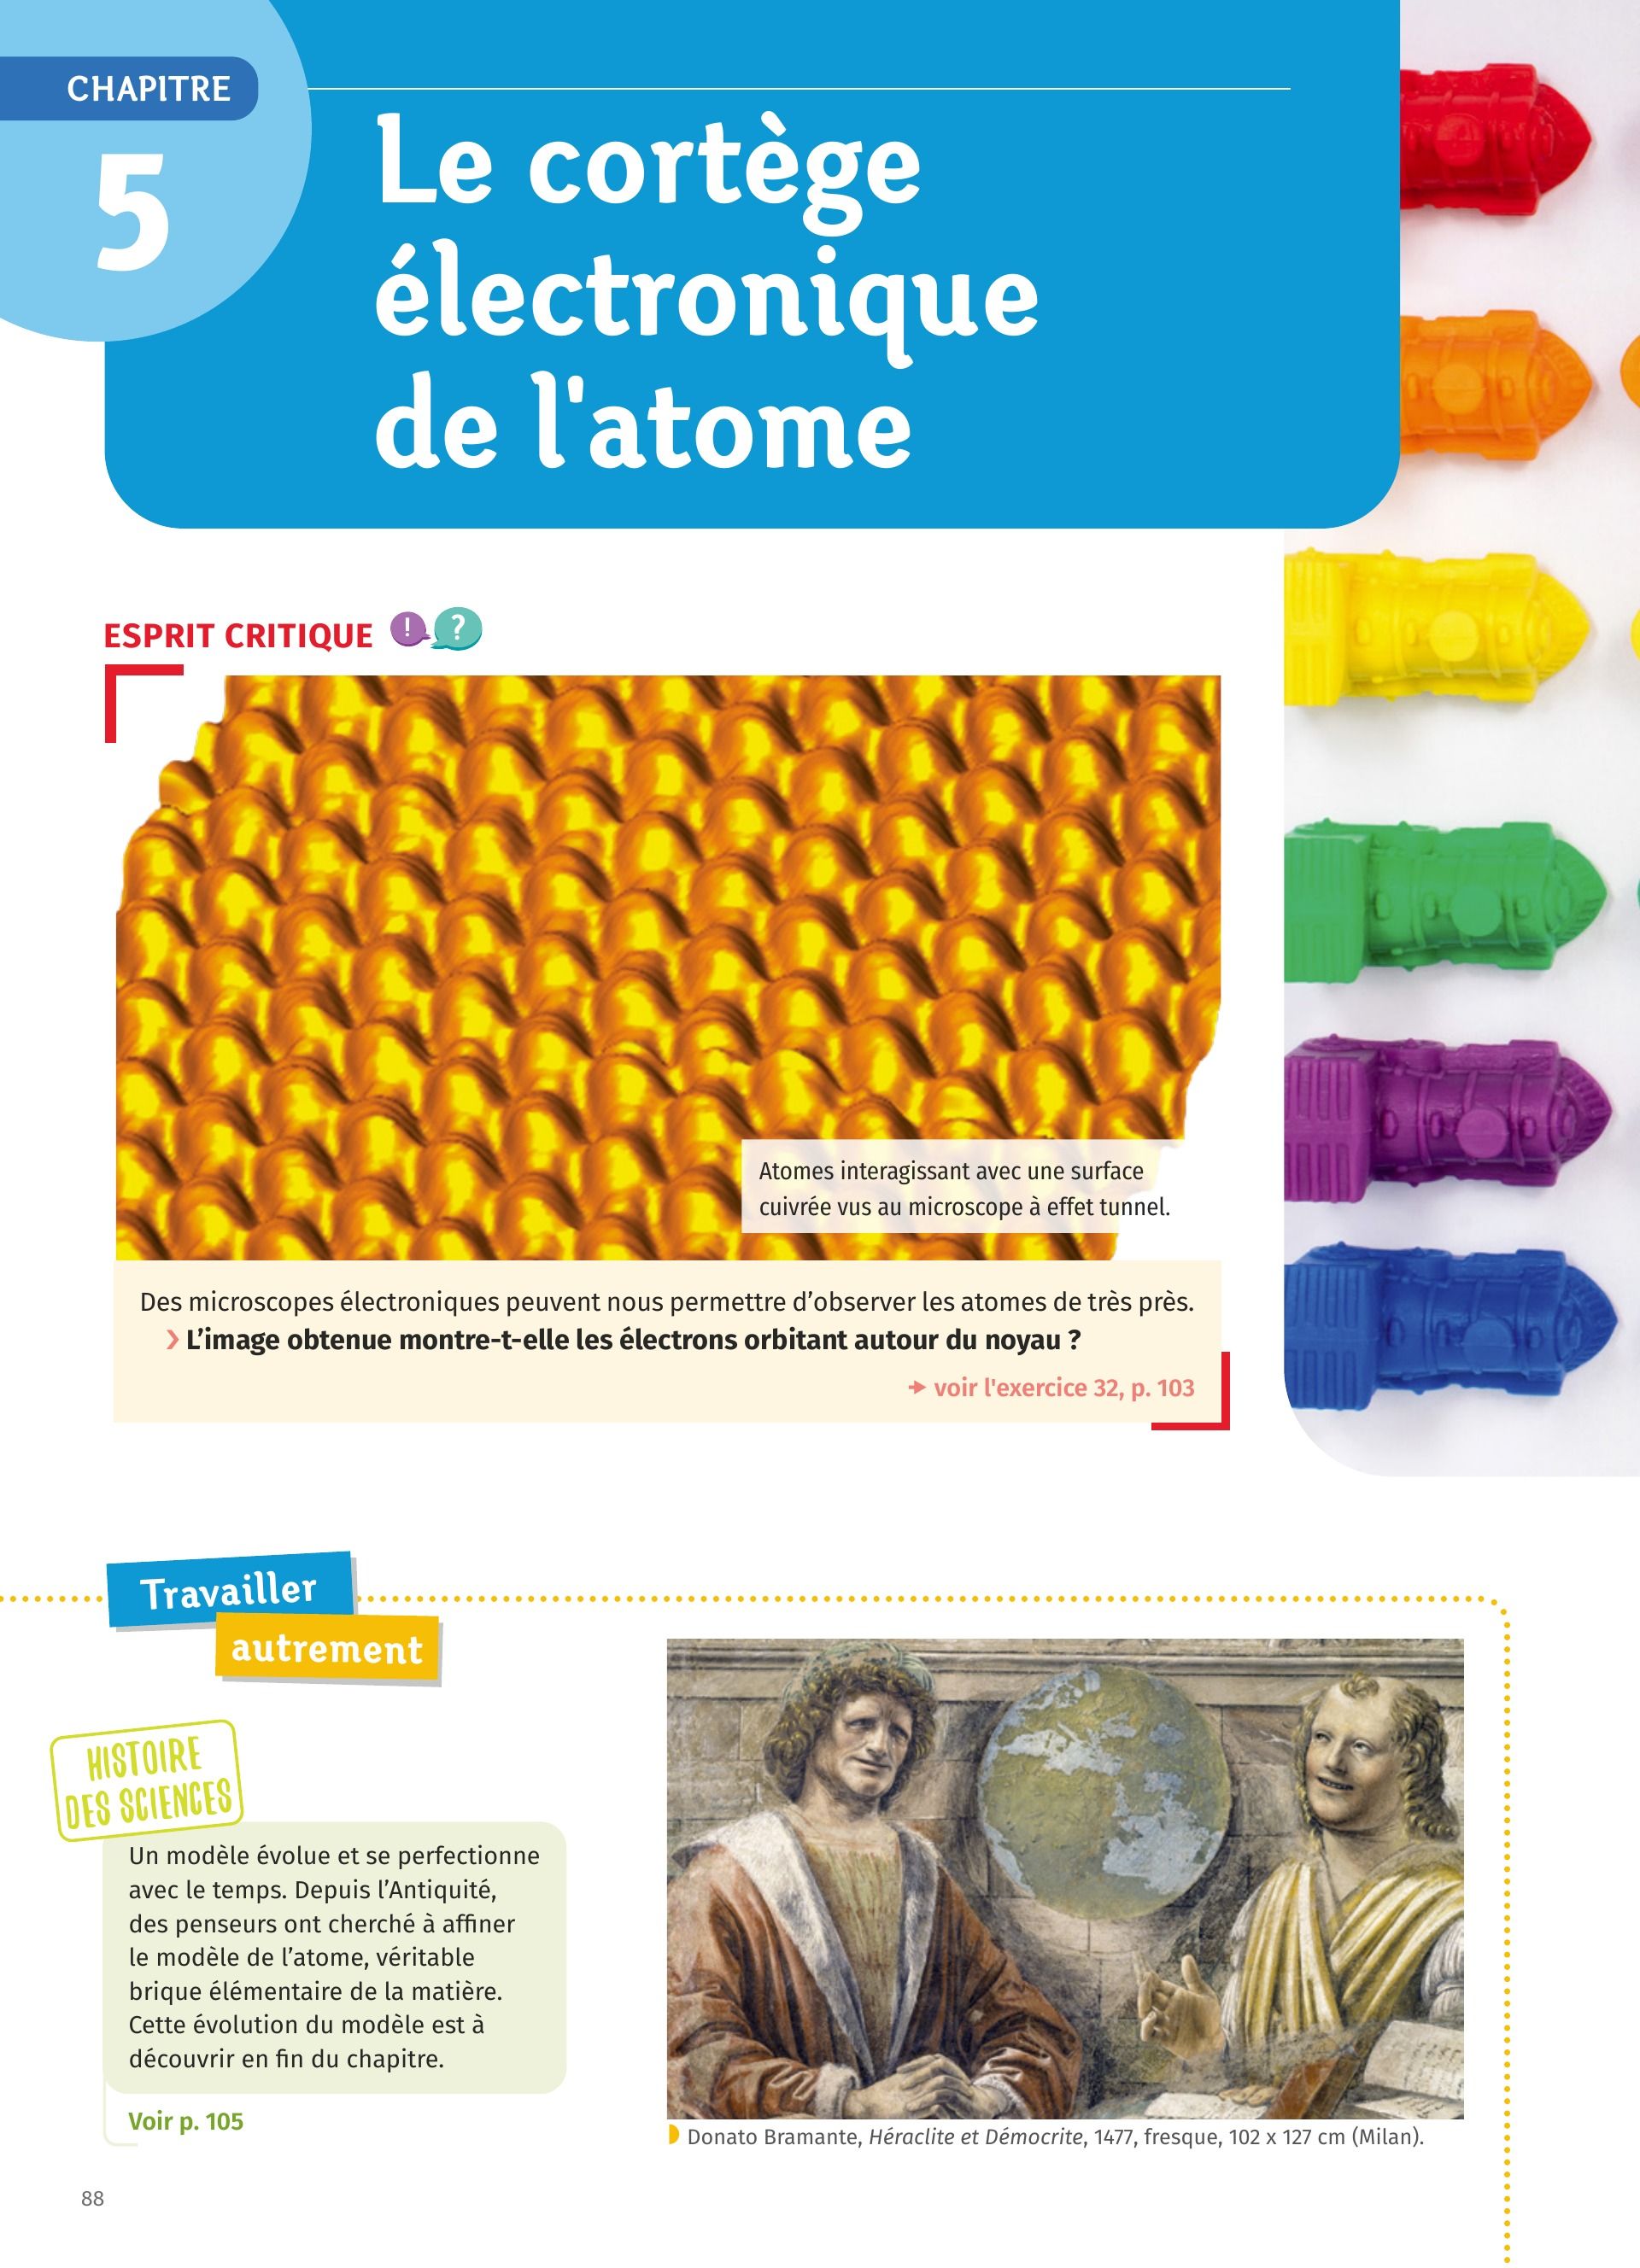 CHAPITRE
5
Le cortège
électronique
de l'atome
ESPRIT CRITIQUE ! ?
Atomes interagissant avec une surface
cuivrée vus au microscope à effet tunnel.
Des microscopes électroniques peuvent nous permettre d’observer les atomes de très près.
L’image obtenue montre-t-elle les électrons orbitant autour du noyau ?
voir l'exercice 32, p. 103
Travailler
autrement
HISTOIRE
DES SCIENCES
Un modèle évolue et se perfectionne
avec le temps. Depuis l’Antiquité,
des penseurs ont cherché à affiner
le modèle de l’atome, véritable
brique élémentaire de la matière.
Cette évolution du modèle est à
découvrir en fin du chapitre.
Voir p. 105
Donato Bramante, Héraclite et Démocrite, 1477, fresque, 102 x 127 cm (Milan).
88